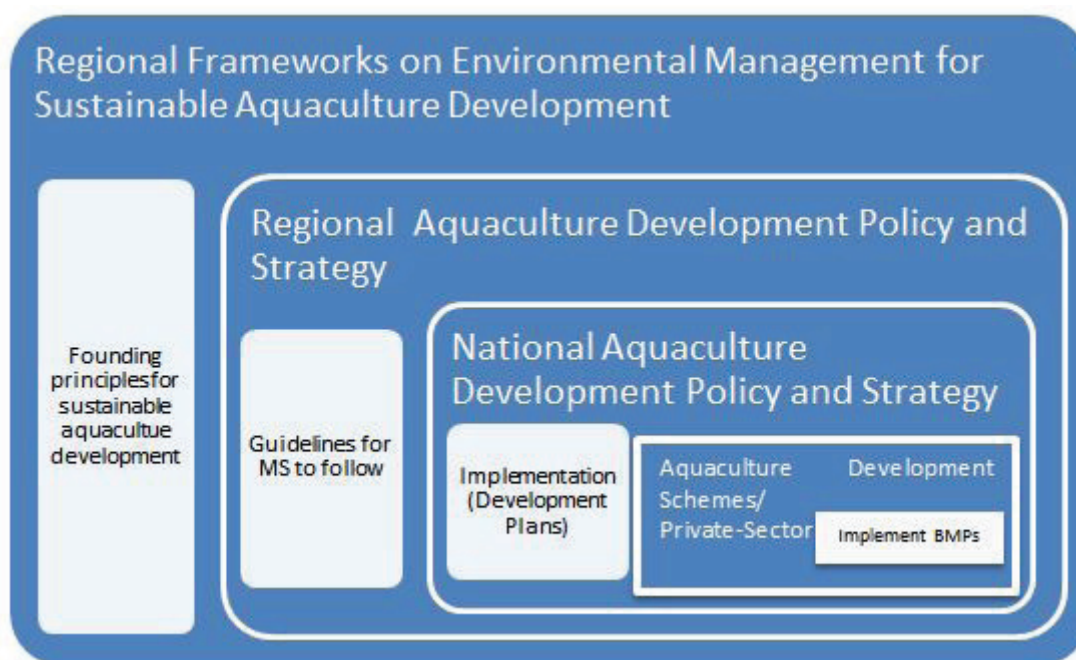 Regional Frameworks on Environmental Management for
Sustainable Aquaculture Development
Founding
principles for
sustainable
aquacultue
development
Regional Aquaculture Development Policy and
Strategy
Guidelines for
MS to follow
National Aquaculture
Development Policy and Strategy
Implementation
(Development
Plans)
Aquaculture Development
Schemes/
Private-Sector
Implement BMPs